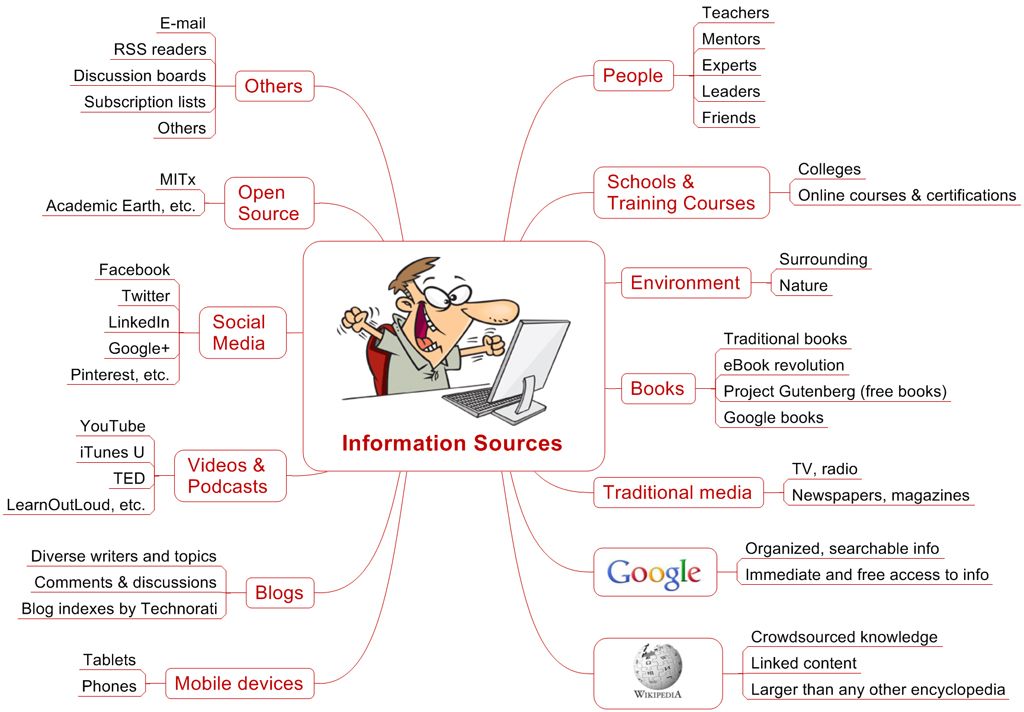 E-mail
RSS readers
Discussion boards
Subscription lists
Others
Others
MITx
Academic Earth, etc.
Open
Source
Facebook
Twitter
LinkedIn
Google+
Pinterest, etc.
Social
Media
YouTube
iTunes U
TED
LearnOutLoud, etc.
Videos &
Podcasts
Diverse writers and topics
Comments & discussions
Blog indexes by Technorati
Blogs
Tablets
Phones
Mobile devices
Information Sources
People
Teachers
Mentors
Experts
Leaders
Friends
Schools &
Training Courses
Colleges
Online courses & certifications
Environment
Surrounding
Nature
Books
Traditional books
eBook revolution
Project Gutenberg (free books)
Google books
Traditional media
TV, radio
Newspapers, magazines
Google
Organized, searchable info
Immediate and free access to info
WIKIPEDIA
Crowdsourced knowledge
Linked content
Larger than any other encyclopedia